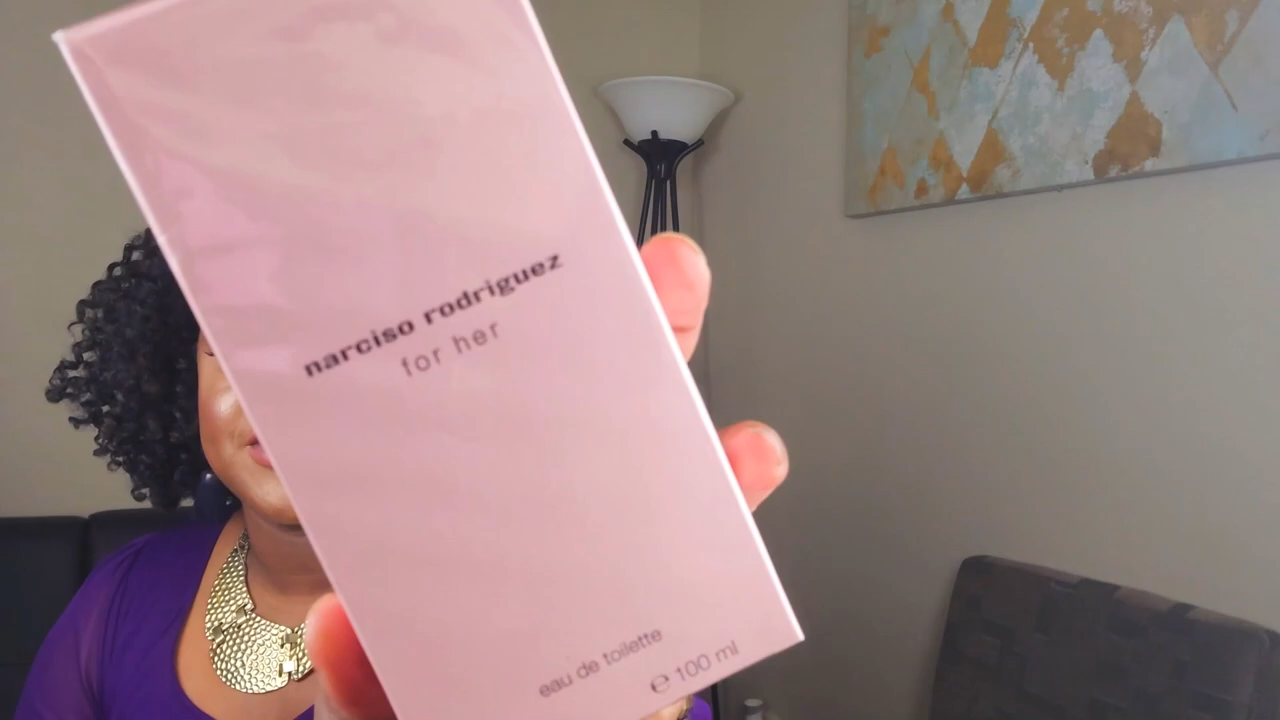 narciso rodriguez
for her
eau de toilette
℮ 100 ml